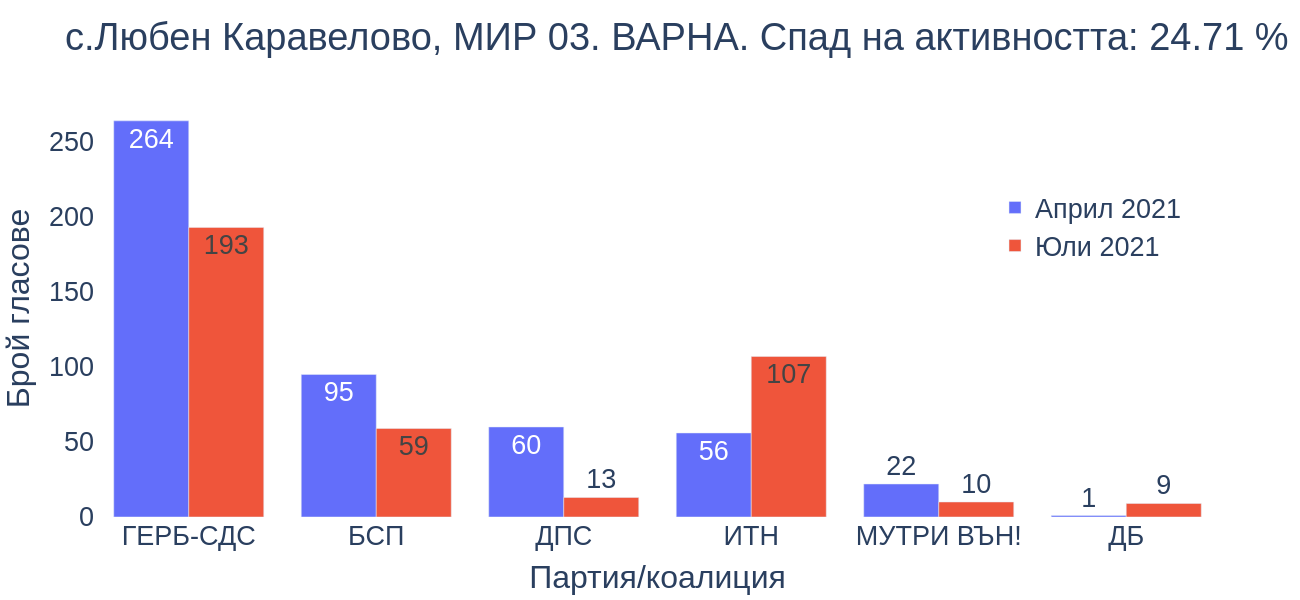 с.Любен Каравелово, МИР 03. ВАРНА. Спад на активността: 24.71 %
Брой гласове
250
200
150
100
50
0
264
193
95
59
60
13
56
107
22
10
1
9
Април 2021
Юли 2021
ГЕРБ-СДС
БСП
ДПС
ИТН
МУТРИ ВЪН!
ДБ
Партия/коалиция